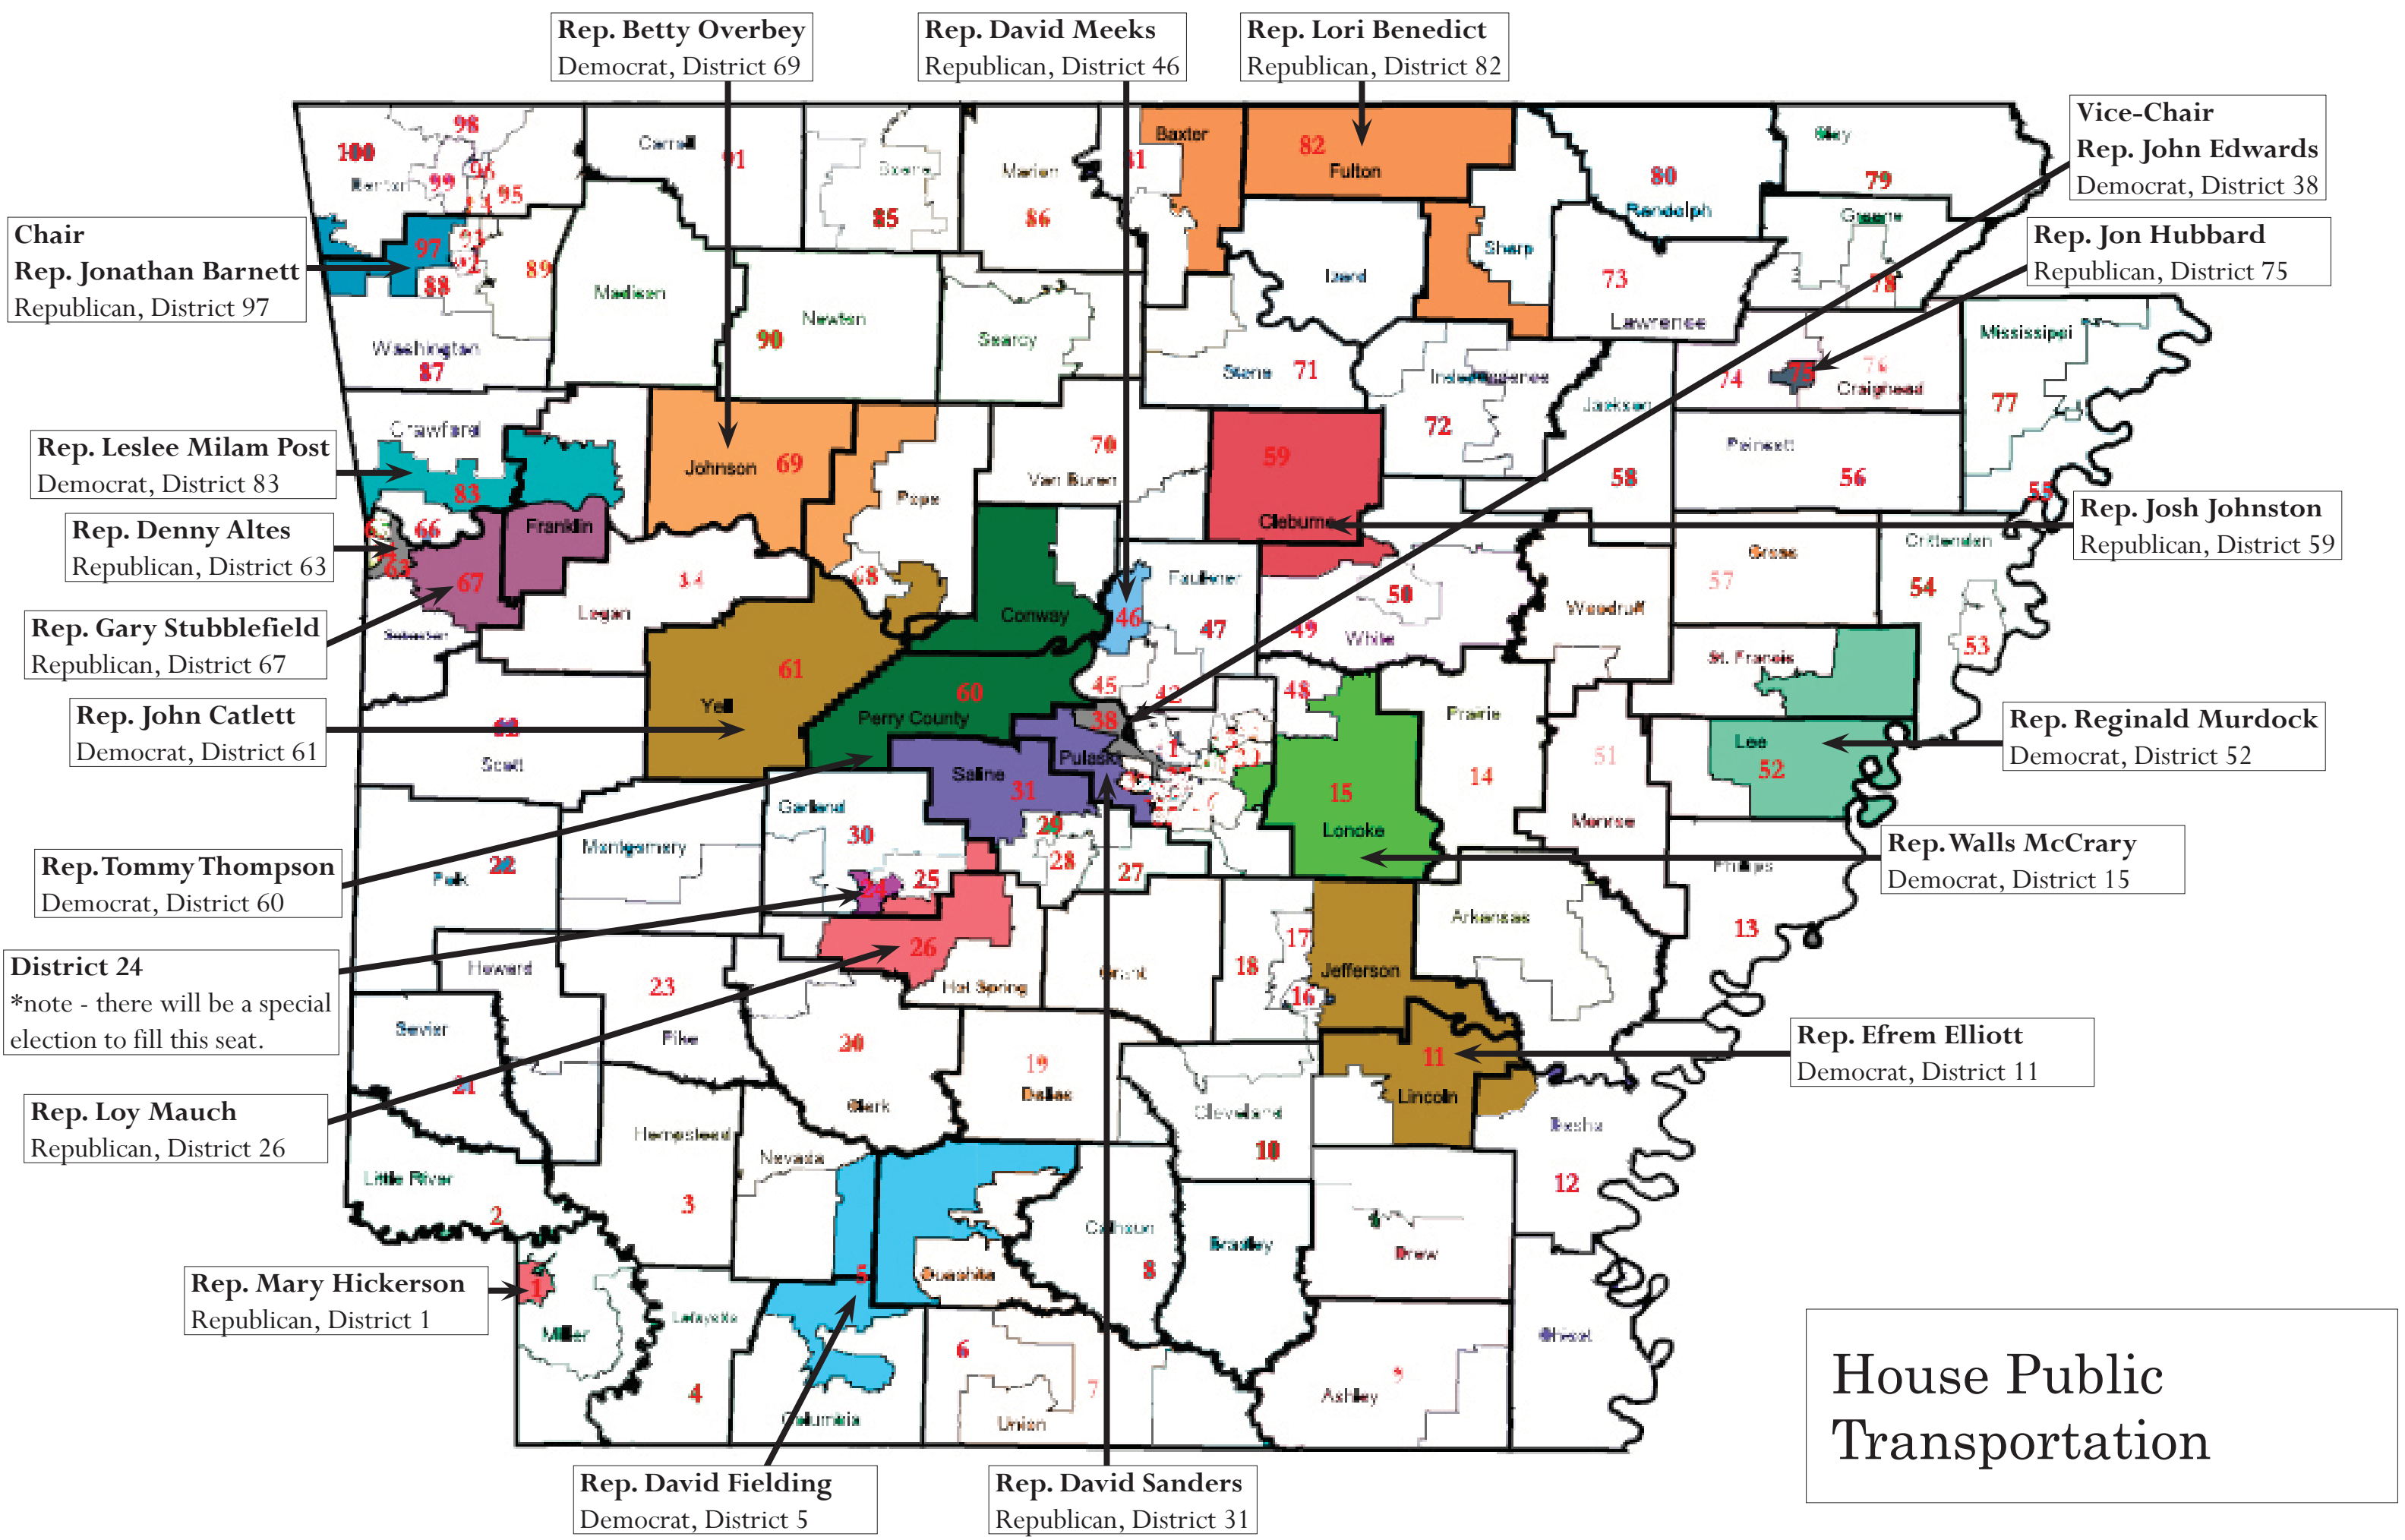 Rep. Betty Overbey
Democrat, District 69
Rep. David Meeks
Republican, District 46
Rep. Lori Benedict
Republican, District 82
Vice-Chair
Rep. John Edwards
Democrat, District 38
Rep. Jon Hubbard
Republican, District 75
Chair
Rep. Jonathan Barnett
Republican, District 97
Rep. Leslee Milam Post
Democrat, District 83
Rep. Denny Altes
Republican, District 63
Rep. Gary Stubblefield
Republican, District 67
Rep. John Catlett
Democrat, District 61
Rep. Tommy Thompson
Democrat, District 60
District 24
*note - there will be a special
election to fill this seat.
Rep. Loy Mauch
Republican, District 26
Rep. Mary Hickerson
Republican, District 1
Rep. David Fielding
Democrat, District 5
Rep. David Sanders
Republican, District 31
Rep. Josh Johnston
Republican, District 59
Rep. Reginald Murdock
Democrat, District 52
Rep. Walls McCrary
Democrat, District 15
Rep. Efrem Elliott
Democrat, District 11
House Public
Transportation
98
100
Benton
99
96
95
Carroll
91
85
Marion
86
Baxter
82
Fulton
80
Randolph
79
Greene
78
97
93
88
89
Madison
Washington
87
90
Newton
Searcy
Izard
Sharp
73
Lawrence
Stone
71
72
Jackson
74
75
76
Craighead
Mississippi
77
Poinsett
56
55
58
Crawford
83
66
67
63
Franklin
Johnson
69
Pope
68
70
Van Buren
59
Cleburne
Logan
Conway
46
Faulkner
47
50
49
White
Woodruff
Cross
57
Crittenden
54
53
St. Francis
61
Yell
60
Perry County
45
42
48
38
Pulaski
Saline
31
15
Lonoke
Prairie
14
51
Monroe
Lee
52
Phillips
13
Scott
Polk
22
Montgomery
Garland
30
24
25
29
28
27
26
Hot Spring
Grant
18
17
16
Jefferson
Arkansas
Howard
23
Pike
Sevier
21
20
Clark
19
Dallas
Cleveland
10
11
Lincoln
Desha
12
Little River
2
Hempstead
3
Nevada
5
Ouachita
Calhoun
8
Bradley
Drew
1
Miller
Lafayette
4
Columbia
6
Union
7
Ashley
9
Chicot